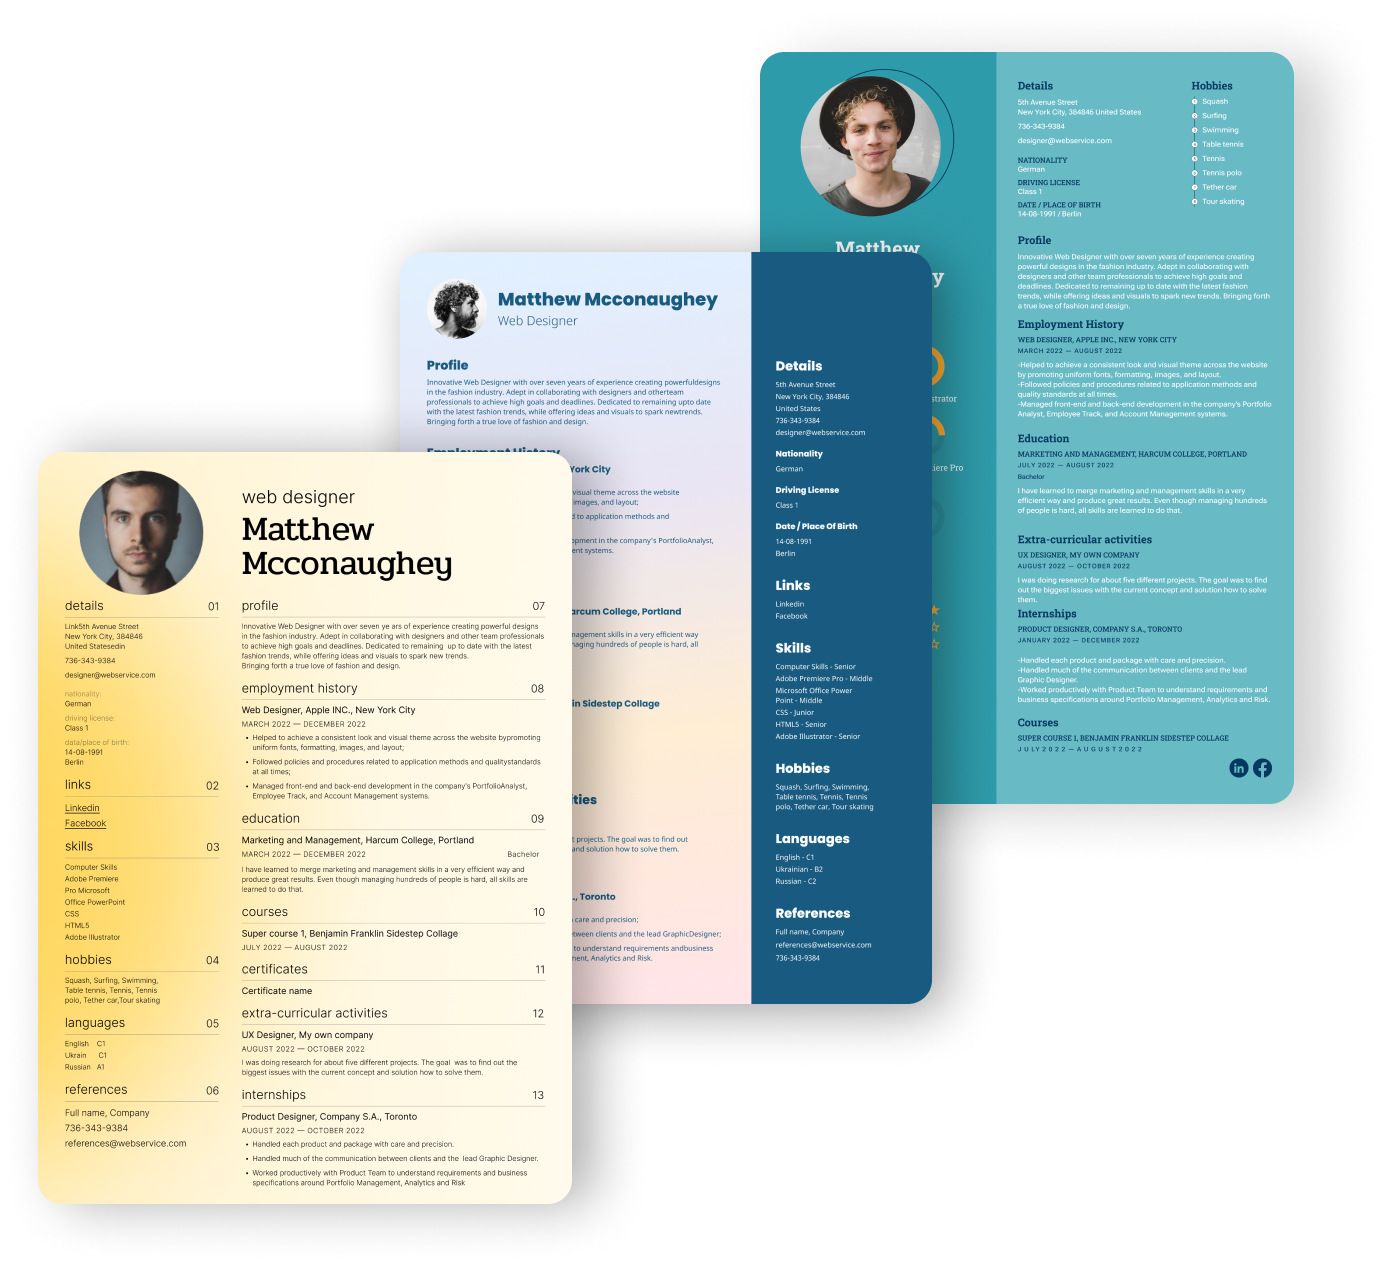 web designer
Matthew
Mcconaughey
details 01
Link5th Avenue Street
New York City, 384846
United Statesedin
736-343-9384
designer@webservice.com
nationality:
German
driving license:
Class 1
data/place of birth:
14-08-1991
Berlin
links 02
Linkedin
Facebook
skills 03
Computer Skills
Adobe Premiere
Pro Microsoft
Office PowerPoint
CSS
HTML5
Adobe Illustrator
hobbies 04
Squash, Surfing, Swimming,
Table tennis, Tennis, Tennis
polo, Tether car,Tour skating
languages 05
English C1
Ukrain C1
Russian A1
references 06
Full name, Company
736-343-9384
references@webservice.com
profile 07
Innovative Web Designer with over seven ye ars of experience creating powerful designs
in the fashion industry. Adept in collaborating with designers and other team professionals
to achieve high goals and deadlines. Dedicated to remaining up to date with the latest
fashion trends, while offering ideas and visuals to spark new trends.
Bringing forth a true love of fashion and design.
employment history 08
Web Designer, Apple INC., New York City
MARCH 2022 — DECEMBER 2022
• Helped to achieve a consistent look and visual theme across the website bypromoting
uniform fonts, formatting, images, and layout;
• Followed policies and procedures related to application methods and qualitystandards
at all times;
• Managed front-end and back-end development in the company's PortfolioAnalyst,
Employee Track, and Account Management systems.
education 09
Marketing and Management, Harcum College, Portland
MARCH 2022 — DECEMBER 2022 Bachelor
I have learned to merge marketing and management skills in a very efficient way and
produce great results. Even though managing hundreds of people is hard, all skills are
learned to do that.
courses 10
Super course 1, Benjamin Franklin Sidestep Collage
JULY 2022 — AUGUST 2022
certificates 11
Certificate name
extra-curricular activities 12
UX Designer, My own company
AUGUST 2022 — OCTOBER 2022
I was doing research for about five different projects. The goal was to find out the
biggest issues with the current concept and solution how to solve them.
internships 13
Product Designer, Company S.A., Toronto
AUGUST 2022 — OCTOBER 2022
• Handled each product and package with care and precision.
• Handled much of the communication between clients and the lead Graphic Designer.
• Worked productively with Product Team to understand requirements and business
specifications around Portfolio Management, Analytics and Risk
Matthew Mcconaughey
Web Designer
Profile
Innovative Web Designer with over seven years of experience creating powerfuldesigns
in the fashion industry. Adept in collaborating with designers and otherteam
professionals to achieve high goals and deadlines. Dedicated to remaining upto date
with the latest fashion trends, while offering ideas and visuals to spark newtrends.
Bringing forth a true love of fashion and design.
Employment History
York City
visual theme across the website
images, and layout;
to application methods and
in the company's PortfolioAnalyst,
systems.
Harcum College, Portland
skills in a very efficient way
hundreds of people is hard, all
Sidestep Collage
projects. The goal was to find out
and solution how to solve them.
Toronto
care and precision;
between clients and the lead GraphicDesigner;
to understand requirements andbusiness
Analytics and Risk.
Details
5th Avenue Street
New York City, 384846
United States
736-343-9384
designer@webservice.com
Nationality
German
Driving License
Class 1
Date / Place Of Birth
14-08-1991
Berlin
Links
Linkedin
Facebook
Skills
Computer Skills - Senior
Adobe Premiere Pro - Middle
Microsoft Office Power
Point - Middle
CSS - Junior
HTML5 - Senior
Adobe Illustrator - Senior
Hobbies
Squash, Surfing, Swimming,
Table tennis, Tennis, Tennis
polo, Tether car, Tour skating
Languages
English - C1
Ukrainian - B2
Russian - C2
References
Full name, Company
references@webservice.com
736-343-9384
Matthew
Pro
Details
5th Avenue Street
New York City, 384846 United States
736-343-9384
designer@webservice.com
NATIONALITY
German
DRIVING LICENSE
Class 1
DATE / PLACE OF BIRTH
14-08-1991 / Berlin
Hobbies
Squash
Surfing
Swimming
Table tennis
Tennis
Tennis polo
Tether car
Tour skating
Profile
Innovative Web Designer with over seven years of experience creating
powerful designs in the fashion industry. Adept in collaborating with
designers and other team professionals to achieve high goals and
deadlines. Dedicated to remaining up to date with the latest fashion
trends, while offering ideas and visuals to spark new trends. Bringing forth
a true love of fashion and design.
Employment History
WEB DESIGNER, APPLE INC., NEW YORK CITY
MARCH 2022 — AUGUST 2022
-Helped to achieve a consistent look and visual theme across the website
by promoting uniform fonts, formatting, images, and layout.
-Followed policies and procedures related to application methods and
quality standards at all times.
-Managed front-end and back-end development in the company's Portfolio
Analyst, Employee Track, and Account Management systems.
Education
MARKETING AND MANAGEMENT, HARCUM COLLEGE, PORTLAND
JULY 2022 — AUGUST 2022
Bachelor
I have learned to merge marketing and management skills in a very
efficient way and produce great results. Even though managing hundreds
of people is hard, all skills are learned to do that.
Extra-curricular activities
UX DESIGNER, MY OWN COMPANY
AUGUST 2022 — OCTOBER 2022
I was doing research for about five different projects. The goal was to find
out the biggest issues with the current concept and solution how to solve
them.
Internships
PRODUCT DESIGNER, COMPANY S.A., TORONTO
JANUARY 2022 — DECEMBER 2022
-Handled each product and package with care and precision.
-Handled much of the communication between clients and the lead
Graphic Designer.
-Worked productively with Product Team to understand requirements and
business specifications around Portfolio Management, Analytics and Risk.
Courses
SUPER COURSE 1, BENJAMIN FRANKLIN SIDESTEP COLLAGE
JULY 2022 — AUGUST 2022
in